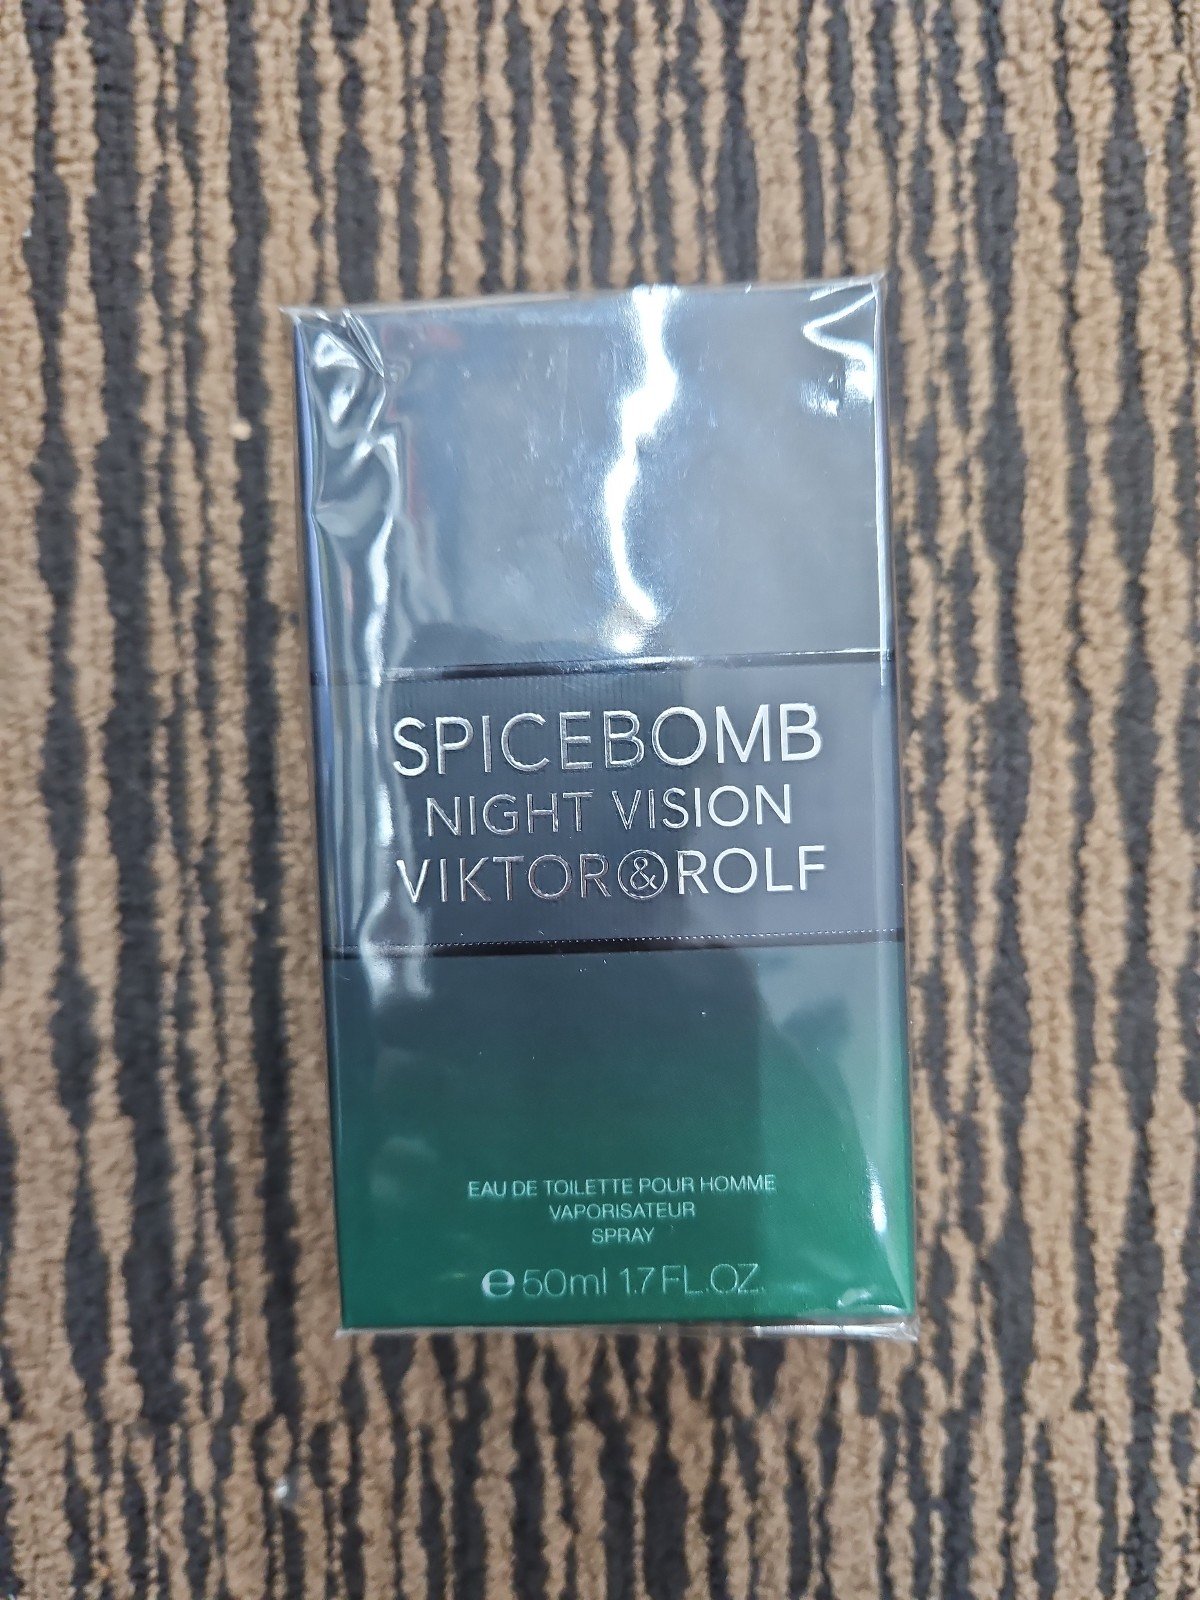 SPICEBOMB
NIGHT VISION
VIKTOR&ROLF
EAU DE TOILETTE POUR HOMME
VAPORISATEUR
SPRAY
e 50ml 1.7 FL.OZ.